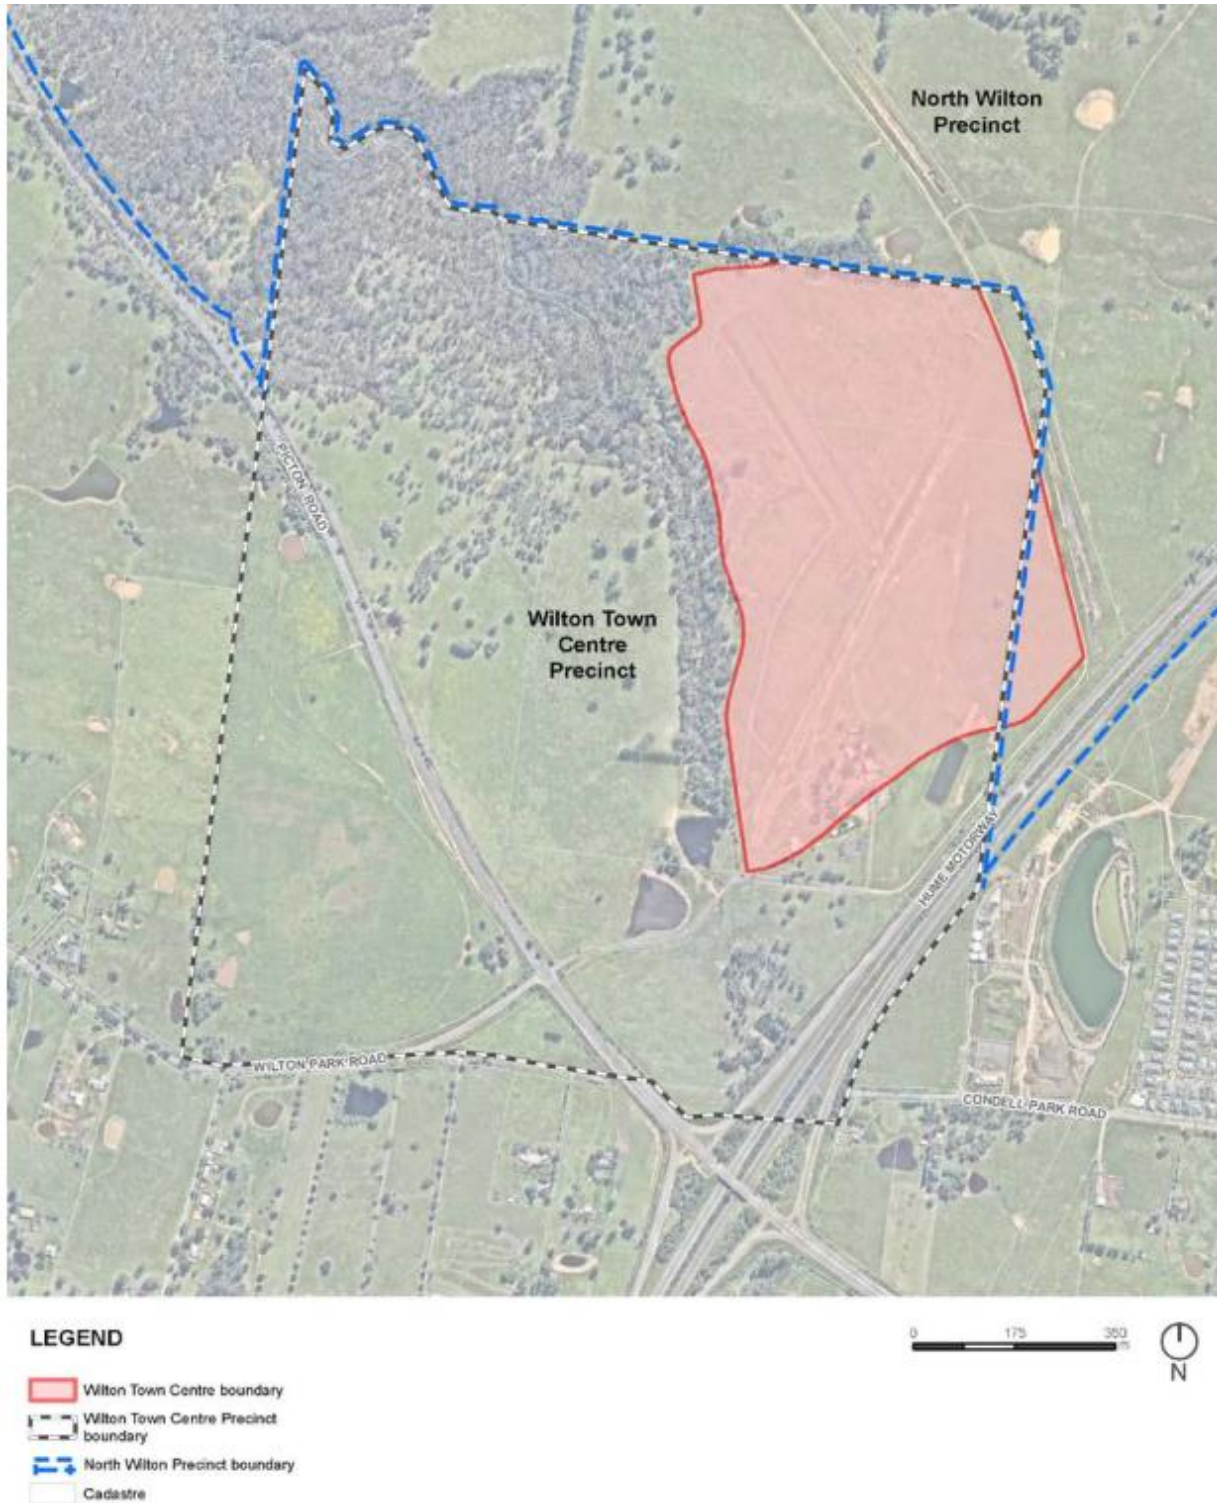 North Wilton
Precinct
PICTON ROAD
Wilton Town
Centre
Precinct
HUME MOTORWAY
WILTON PARK ROAD
CONDELL PARK ROAD
LEGEND
0 175 350
m
N
Wilton Town Centre boundary
Wilton Town Centre Precinct
boundary
North Wilton Precinct boundary
Cadastre